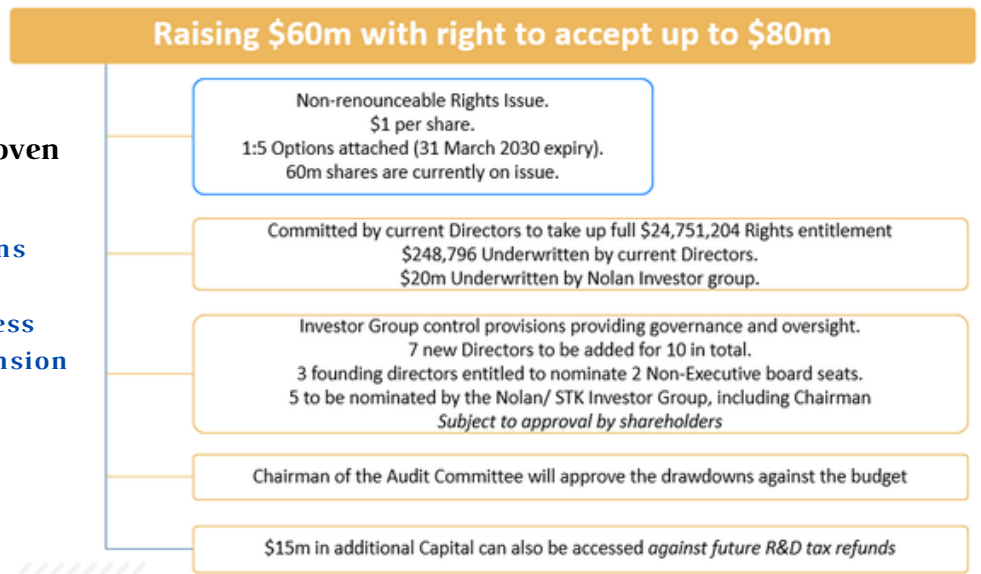 Raising $60m with right to accept up to $80m
Non-renounceable Rights Issue.
$1 per share.
1:5 Options attached (31 March 2030 expiry).
60m shares are currently on issue.
Committed by current Directors to take up full $24,751,204 Rights entitlement
$248,796 Underwritten by current Directors.
$20m Underwritten by Nolan Investor group.
Investor Group control provisions providing governance and oversight.
7 new Directors to be added for 10 in total.
3 founding directors entitled to nominate 2 Non-Executive board seats.
5 to be nominated by the Nolan/ STK Investor Group, including Chairman
Subject to approval by shareholders
Chairman of the Audit Committee will approve the drawdowns against the budget
$15m in additional Capital can also be accessed against future R&D tax refunds
oven
ns
ess
nsion